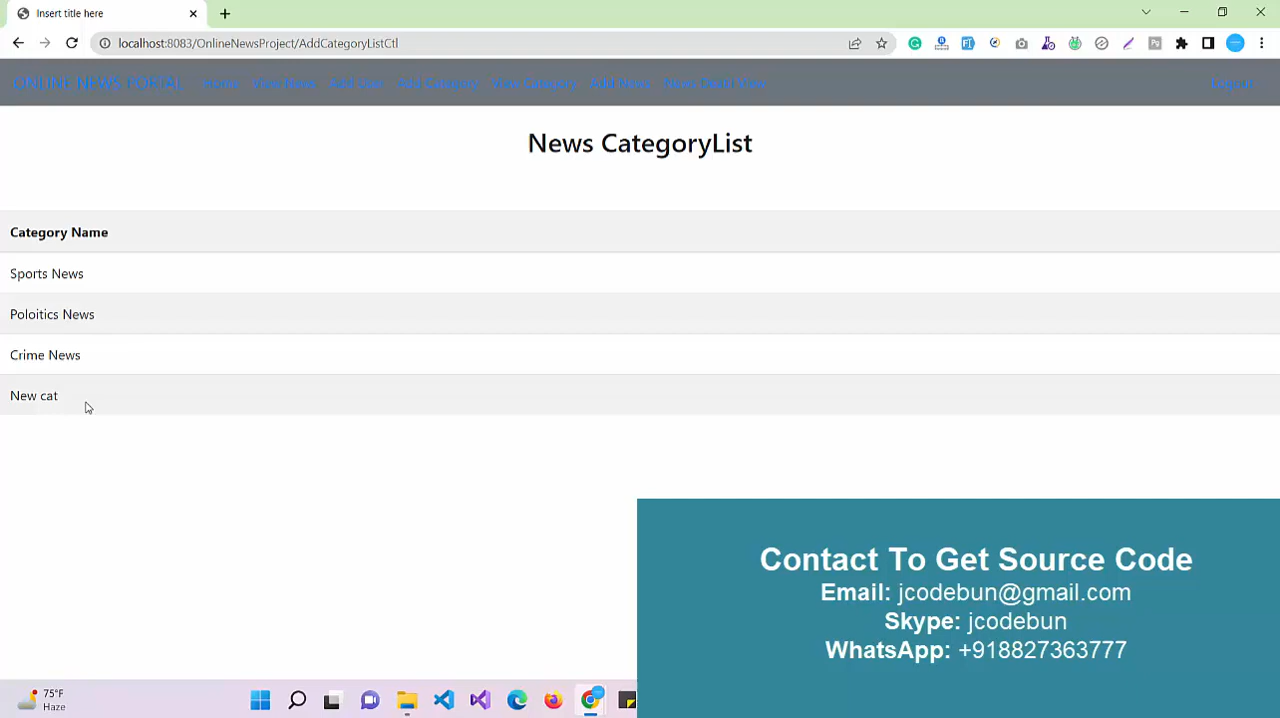 Insert title here
localhost:8083/OnlineNewsProject/AddCategoryListCtl
ONLINE NEWS PORTAL Home View News Add User Add Category View Category Add News News Detail View Logout
News CategoryList
Category Name
Sports News
Poloitics News
Crime News
New cat
Contact To Get Source Code
Email: jcodebun@gmail.com
Skype: jcodebun
WhatsApp: +918827363777
75°F
Haze